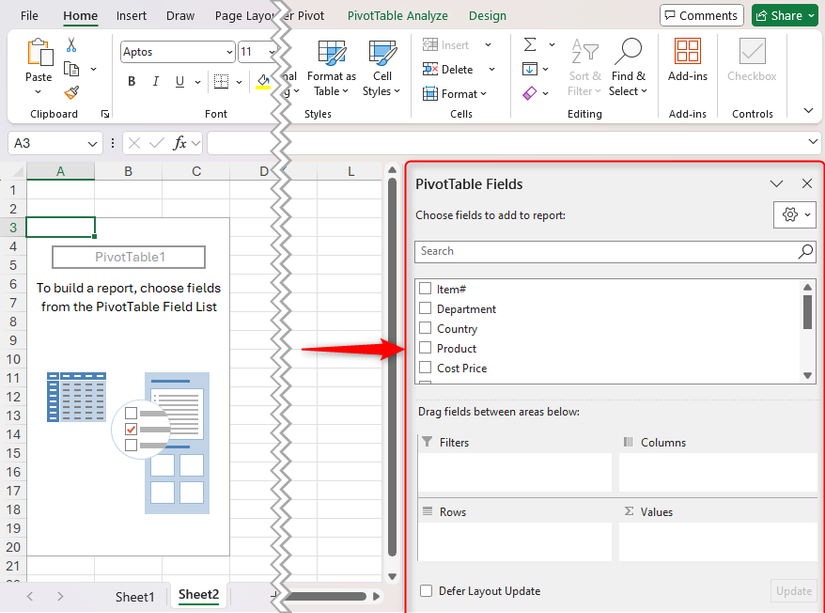 File Home Insert Draw Page Layou er Pivot PivotTable Analyze Design Comments Share
Aptos 11 Insert Σ
Paste B I U nal Format as Cell Delete Sort & Find & Add-ins Checkbox
g Table Styles Format Filter Select
Clipboard Font Styles Cells Editing Add-ins Controls
A3 fx
A B C D L
1
2
3
4
5
6
7
8
9
10
11
12
13
14
15
16
17
18
19
20
21
PivotTable1
To build a report, choose fields
from the PivotTable Field List
PivotTable Fields
Choose fields to add to report:
Search
Item#
Department
Country
Product
Cost Price
Drag fields between areas below:
Filters Columns
Rows Σ Values
Defer Layout Update Update
Sheet1 Sheet2